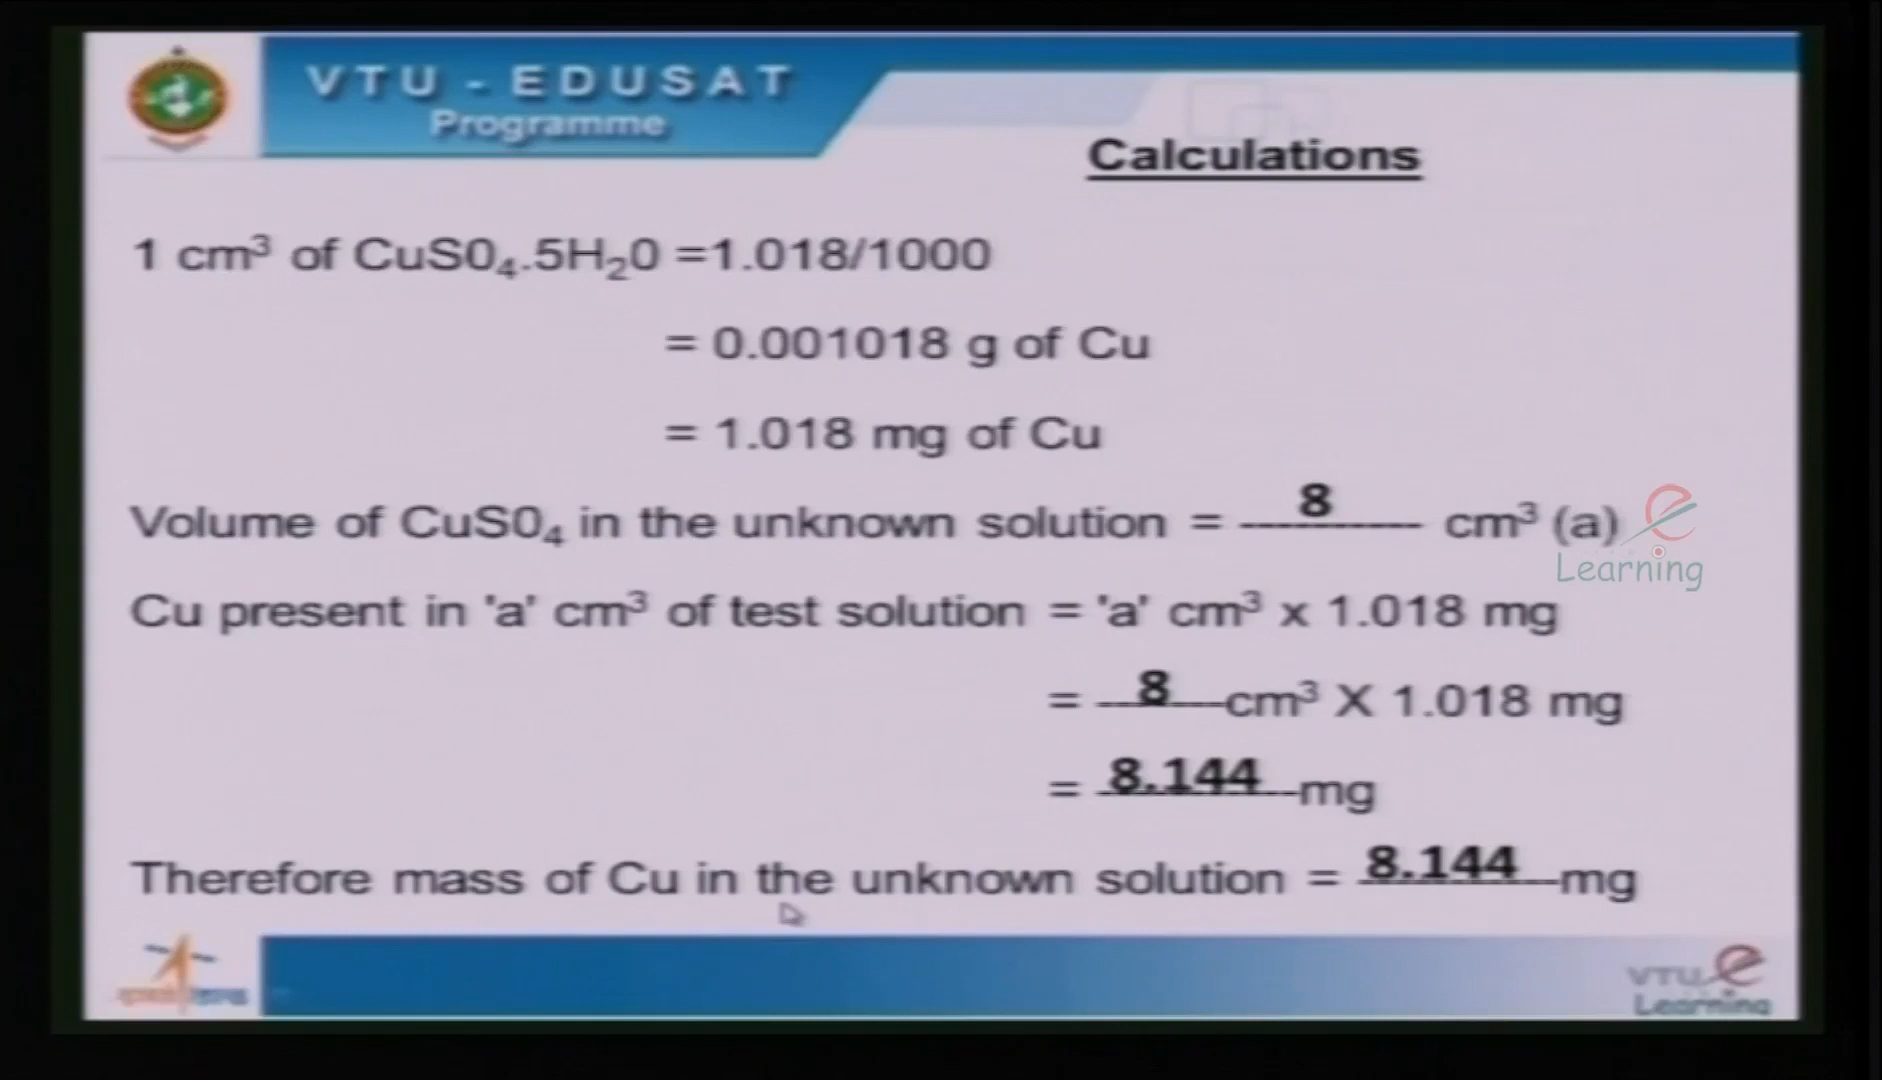 VTU - EDUSAT
Programme
Calculations
1 cm³ of CuS0₄.5H₂0 =1.018/1000
= 0.001018 g of Cu
= 1.018 mg of Cu
Volume of CuS0₄ in the unknown solution = 8 cm³ (a)
e
Learning
Cu present in 'a' cm³ of test solution = 'a' cm³ x 1.018 mg
= 8 cm³ X 1.018 mg
= 8.144 mg
Therefore mass of Cu in the unknown solution = 8.144 mg
VTU e
Learning